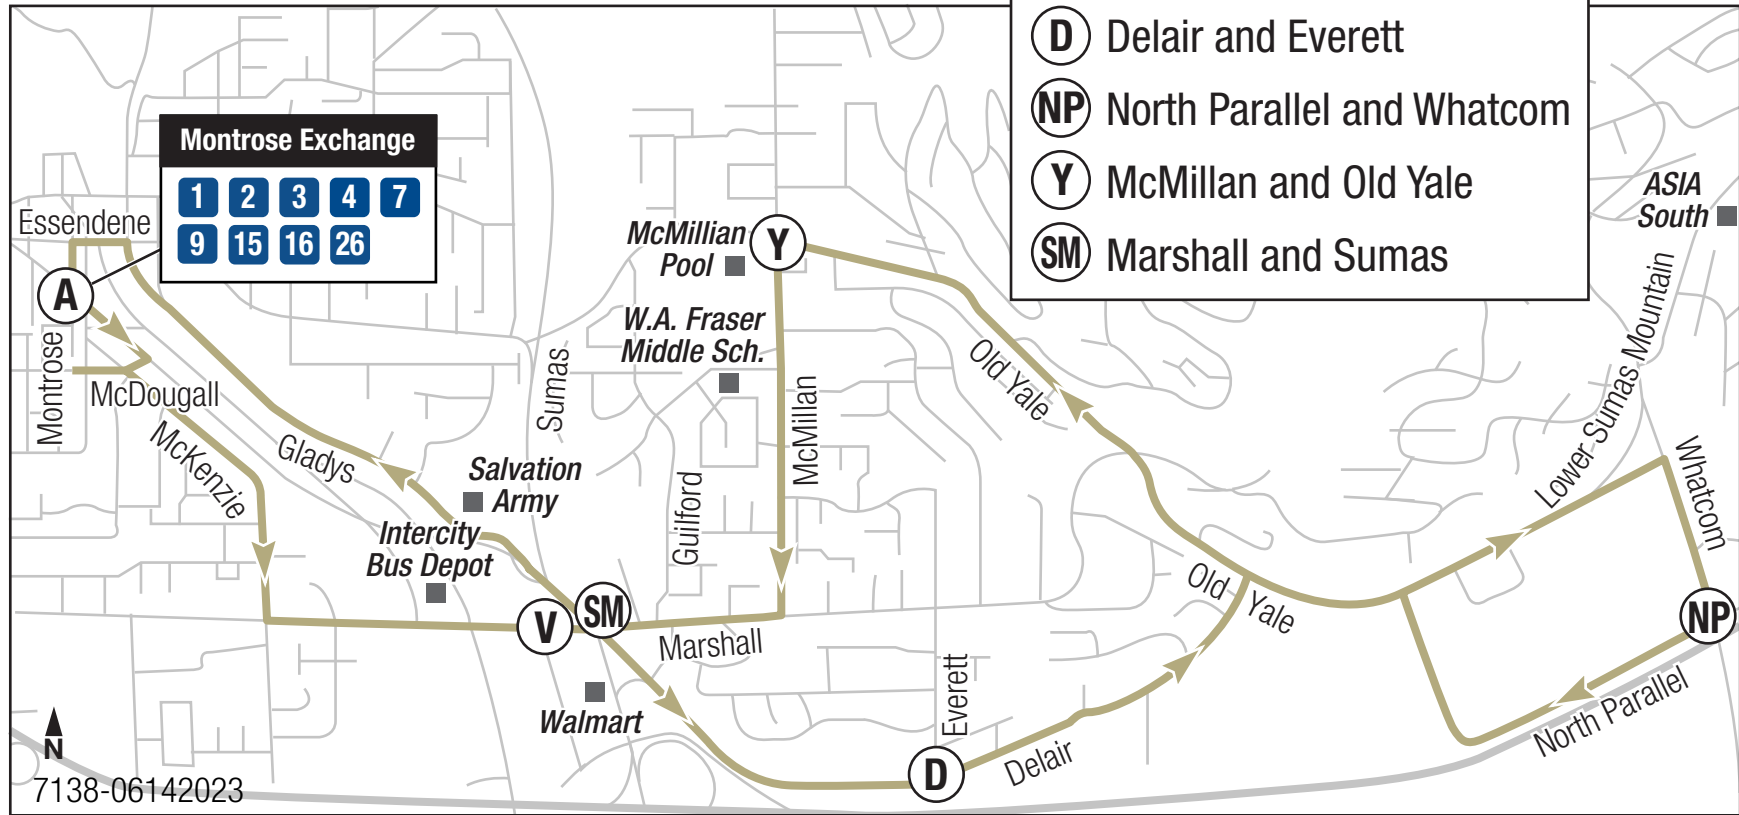 D Delair and Everett
NP North Parallel and Whatcom
Y McMillan and Old Yale
SM Marshall and Sumas
Montrose Exchange
1 2 3 4 7
9 15 16 26
Essendene
A
Montrose
McDougall
McKenzie
Gladys
Salvation
Army
Intercity
Bus Depot
Sumas
McMillian
Pool
Y
W.A. Fraser
Middle Sch.
McMillan
Guilford
V
SM
Marshall
Walmart
Everett
D
Delair
Old Yale
Old Yale
Lower Sumas Mountain
ASIA
South
Whatcom
NP
North Parallel
N
7138-06142023